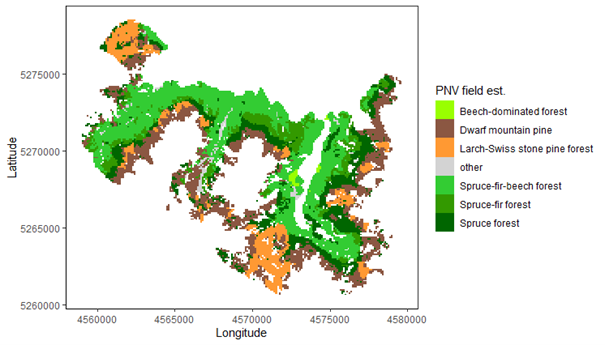 PNV field est.
Beech-dominated forest
Dwarf mountain pine
Larch-Swiss stone pine forest
other
Spruce-fir-beech forest
Spruce-fir forest
Spruce forest
Latitude
5275000
5270000
5265000
5260000
4560000 4565000 4570000 4575000 4580000
Longitude